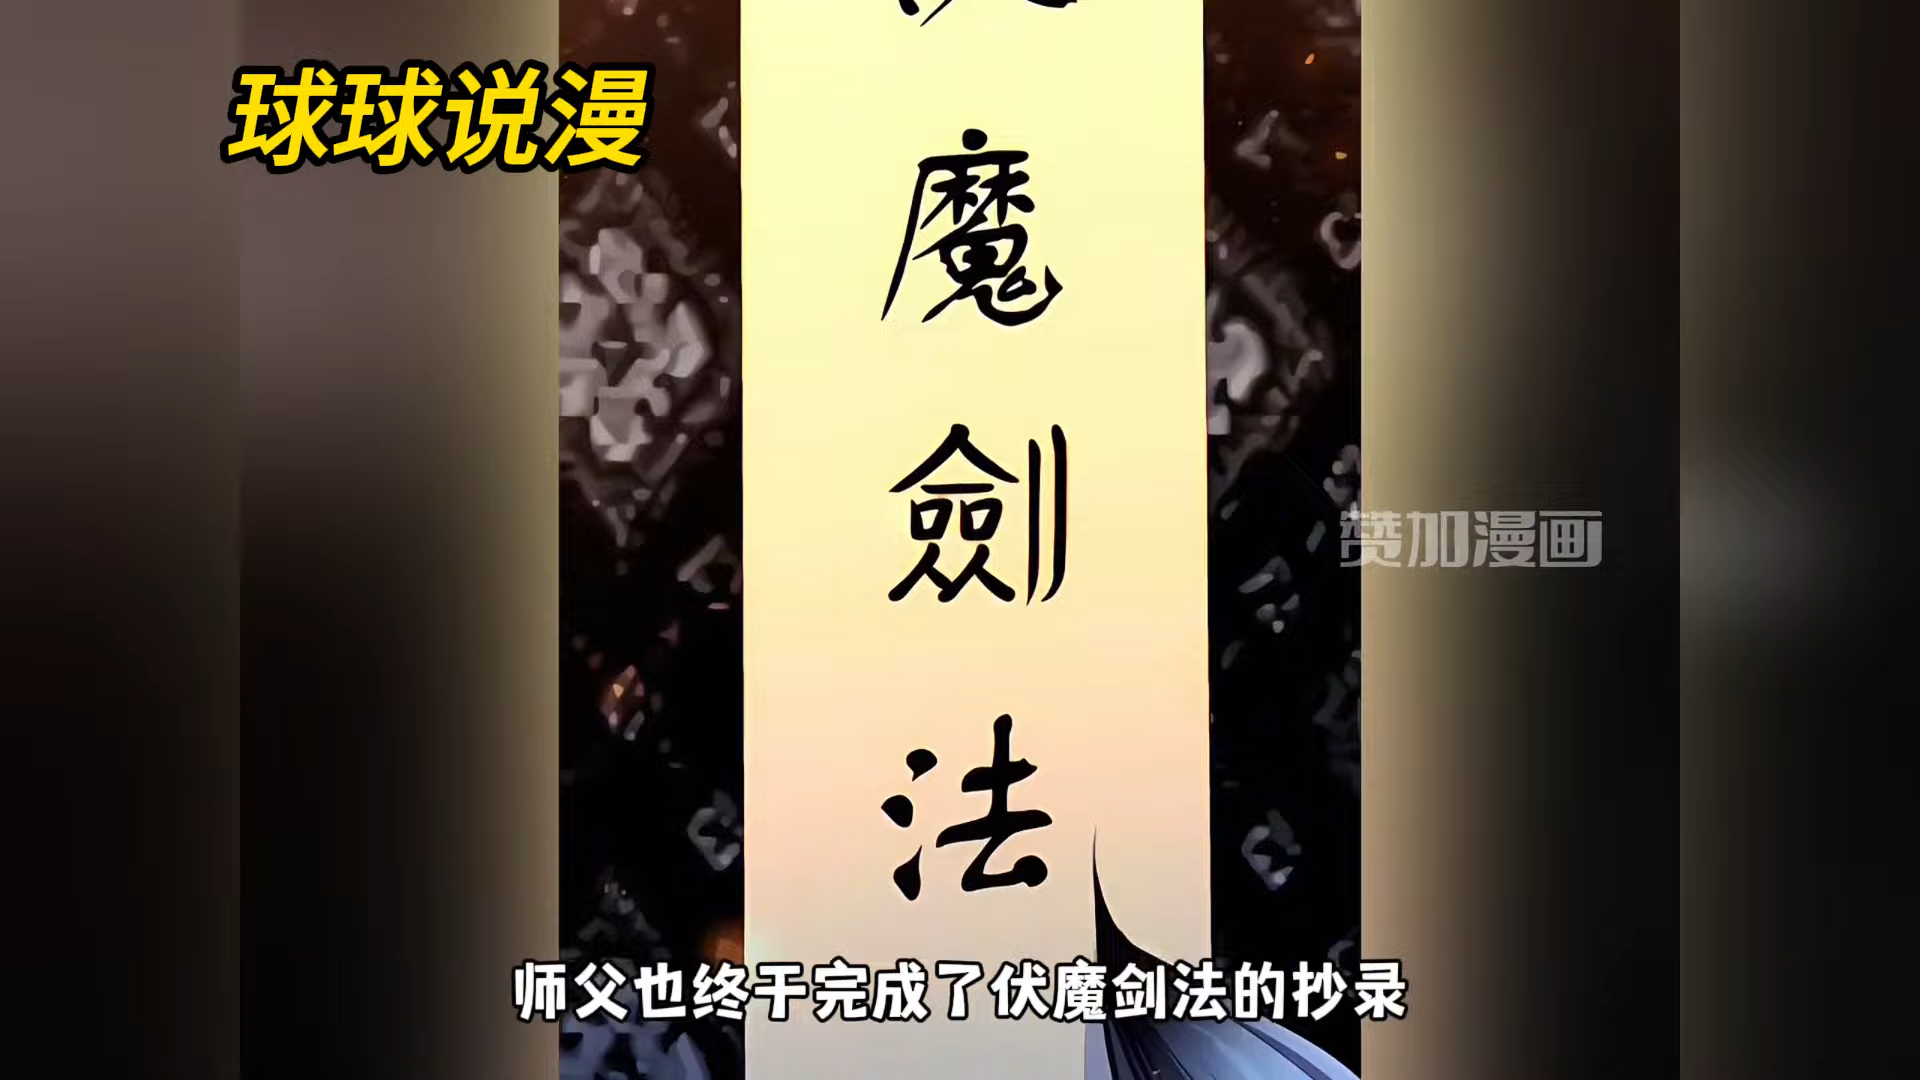 球球说漫
魔
劍
法
赞加漫画
师父也终于完成了伏魔剑法的抄录